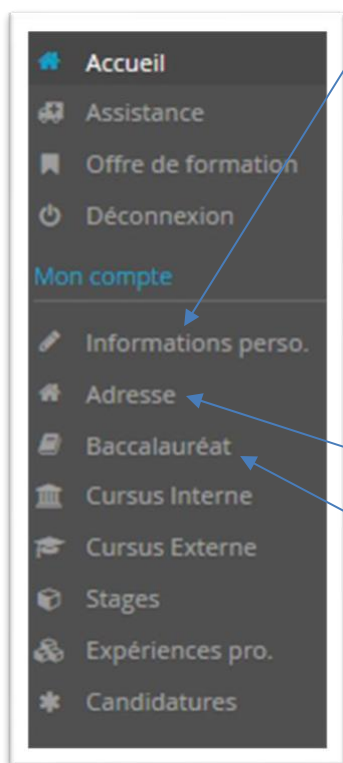 Accueil
Assistance
Offre de formation
Déconnexion
Mon compte
Informations perso.
Adresse
Baccalauréat
Cursus Interne
Cursus Externe
Stages
Expériences pro.
Candidatures